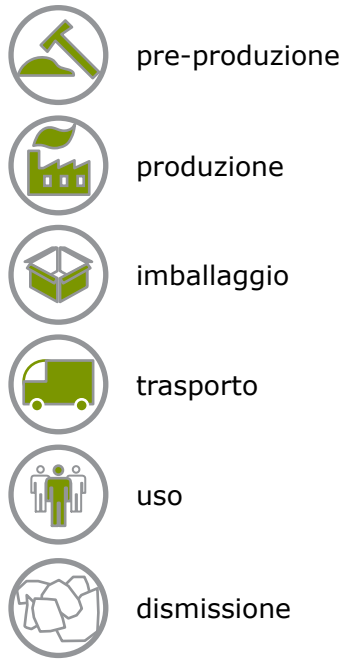 pre-produzione
produzione
imballaggio
trasporto
uso
dismissione